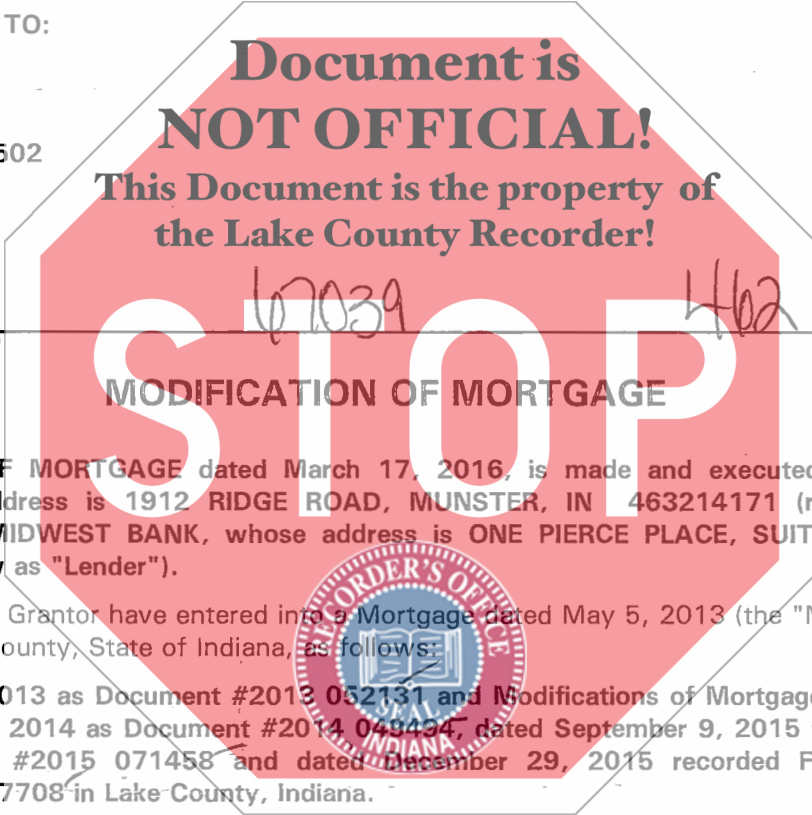 TO:
Document is
NOT OFFICIAL!
602
This Document is the property of
the Lake County Recorder!
67039 462
STOP
MODIFICATION OF MORTGAGE
F MORTGAGE dated March 17, 2016, is made and executed
dress is 1912 RIDGE ROAD, MUNSTER, IN 463214171 (r
MIDWEST BANK, whose address is ONE PIERCE PLACE, SUIT
as "Lender").
RECORDER'S OFFICE
Grantor have entered into a Mortgage dated May 5, 2013 (the "M
ounty, State of Indiana, as follows:
013 as Document #2013 052131 and Modifications of Mortgag
SEAL
2014 as Document #2014 048494, dated September 9, 2015
INDIANA
#2015 071458 and dated December 29, 2015 recorded F
7708 in Lake County, Indiana.